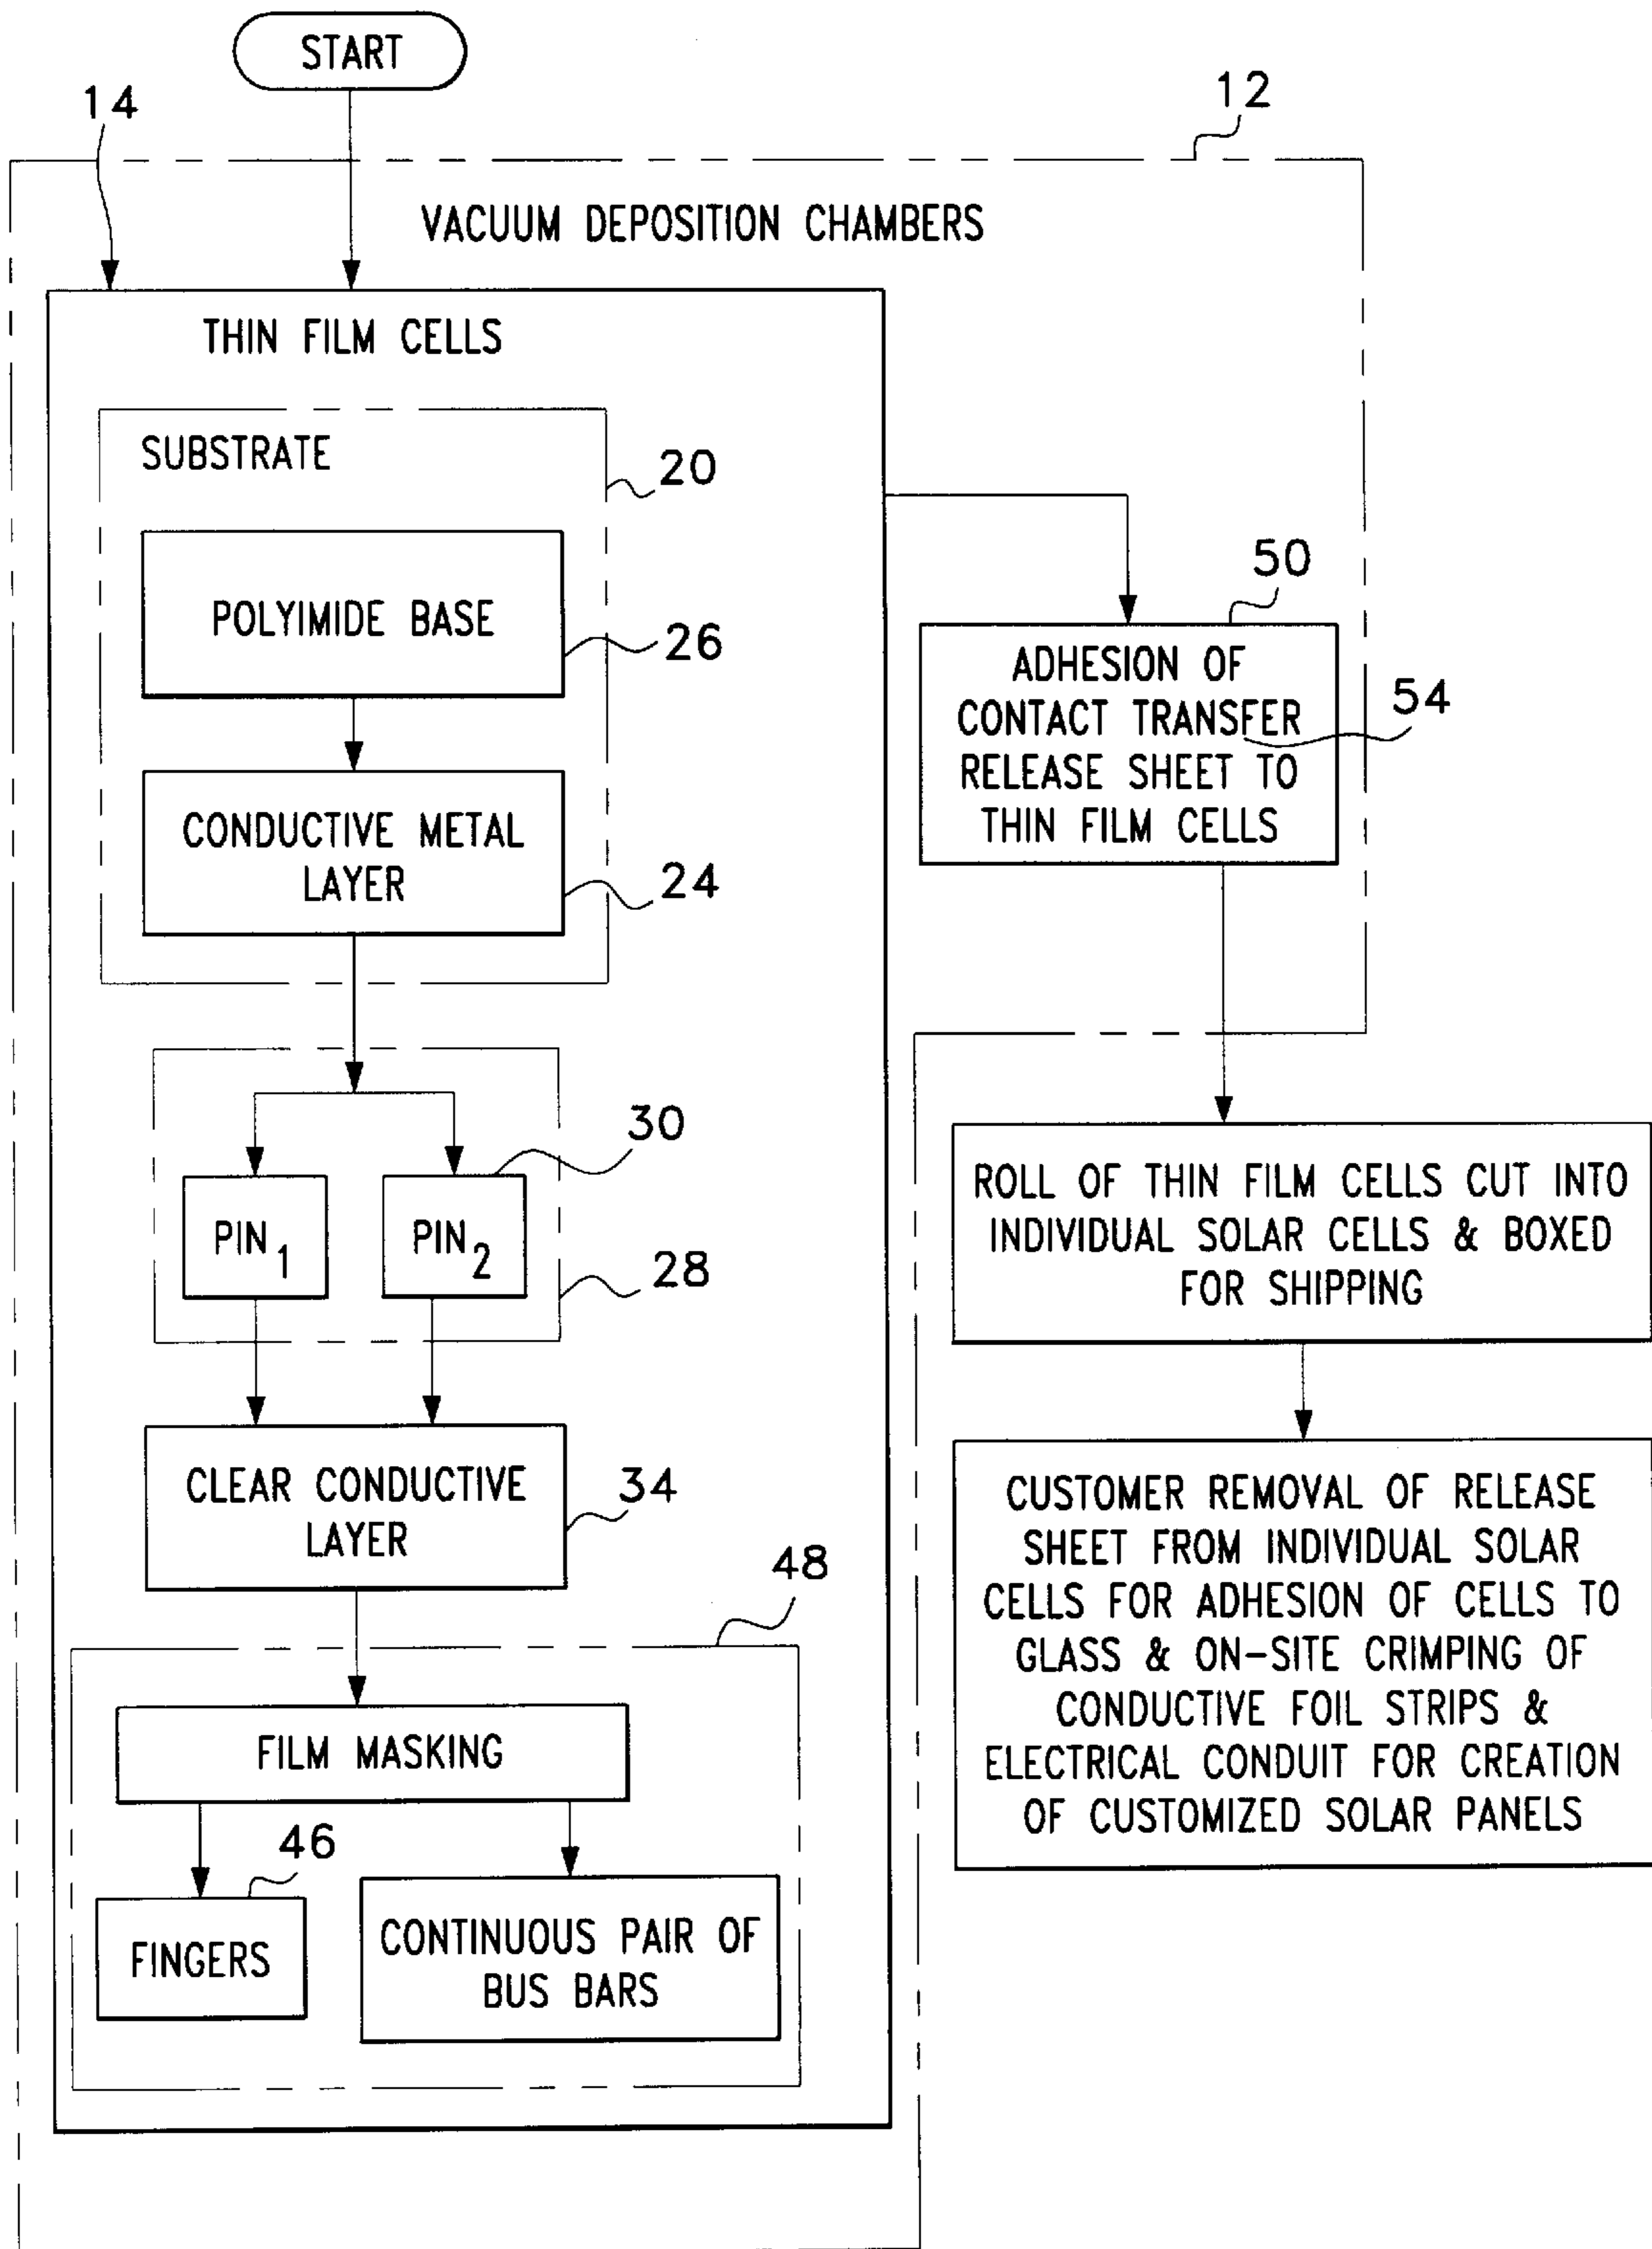 START
14
12
VACUUM DEPOSITION CHAMBERS
THIN FILM CELLS
SUBSTRATE
20
POLYIMIDE BASE
26
CONDUCTIVE METAL
LAYER
24
30
PIN1
PIN2
28
CLEAR CONDUCTIVE
LAYER
34
48
FILM MASKING
46
FINGERS
CONTINUOUS PAIR OF
BUS BARS
50
ADHESION OF
CONTACT TRANSFER
RELEASE SHEET TO
THIN FILM CELLS
54
ROLL OF THIN FILM CELLS CUT INTO
INDIVIDUAL SOLAR CELLS & BOXED
FOR SHIPPING
CUSTOMER REMOVAL OF RELEASE
SHEET FROM INDIVIDUAL SOLAR
CELLS FOR ADHESION OF CELLS TO
GLASS & ON-SITE CRIMPING OF
CONDUCTIVE FOIL STRIPS &
ELECTRICAL CONDUIT FOR CREATION
OF CUSTOMIZED SOLAR PANELS